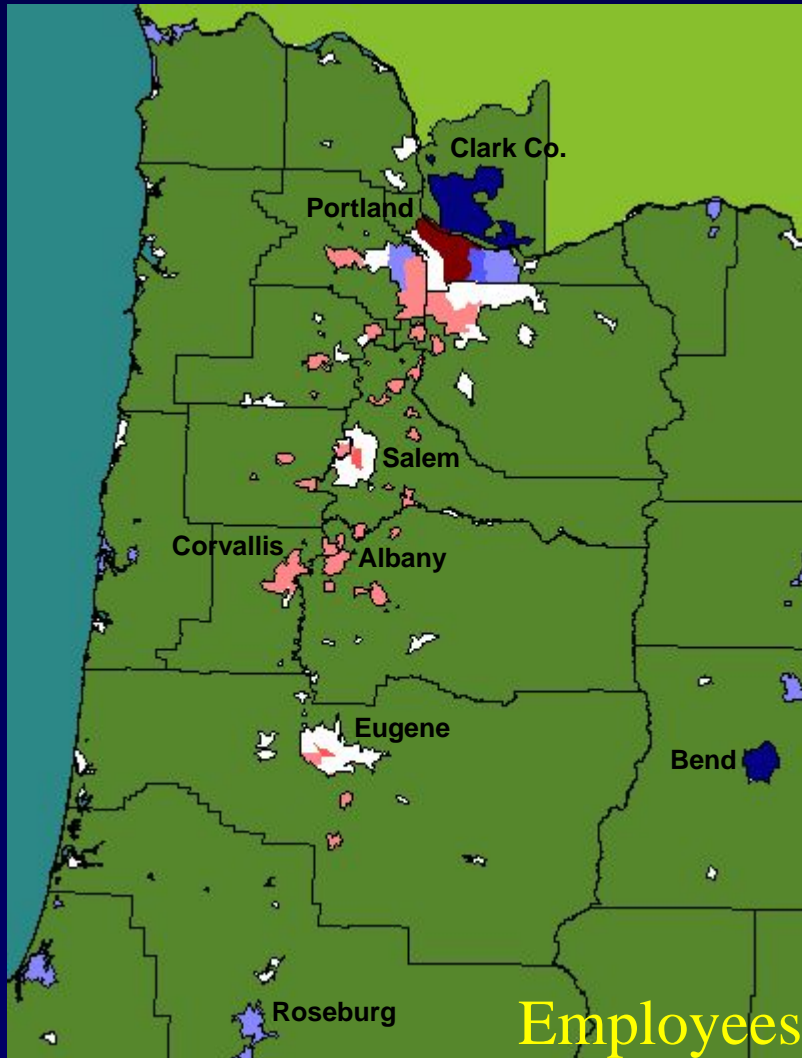 Clark Co.
Portland
Salem
Corvallis
Albany
Eugene
Bend
Roseburg
Employees